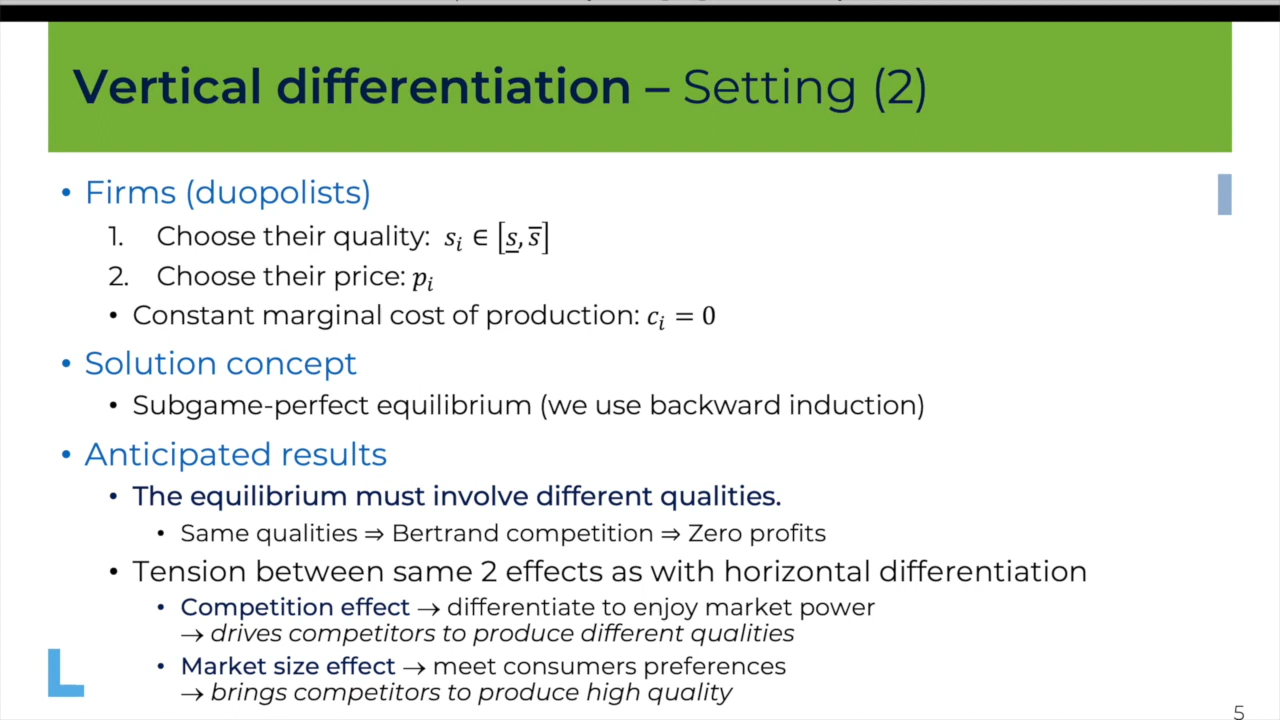 Vertical differentiation – Setting (2)
• Firms (duopolists)
1. Choose their quality: sᵢ ∈ [s̲, s̅]
2. Choose their price: pᵢ
• Constant marginal cost of production: cᵢ = 0
• Solution concept
• Subgame-perfect equilibrium (we use backward induction)
• Anticipated results
• The equilibrium must involve different qualities.
• Same qualities ⇒ Bertrand competition ⇒ Zero profits
• Tension between same 2 effects as with horizontal differentiation
• Competition effect → differentiate to enjoy market power
→ drives competitors to produce different qualities
• Market size effect → meet consumers preferences
→ brings competitors to produce high quality
5